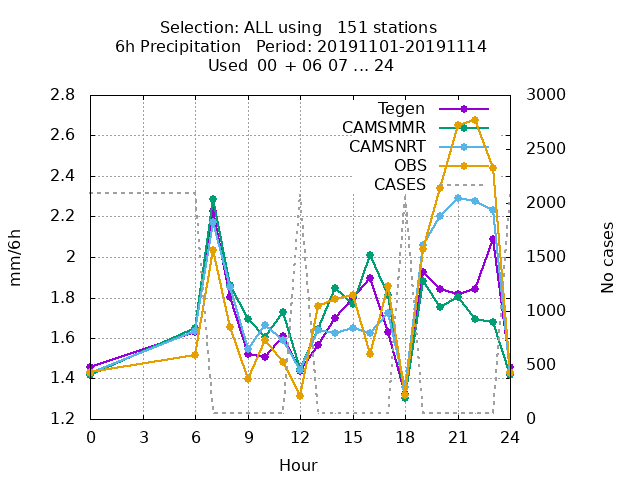 Selection: ALL using   151 stations
6h Precipitation   Period: 20191101-20191114
Used  00  + 06 07 ... 24
2.8
2.6
2.4
2.2
2
1.8
1.6
1.4
1.2
mm/6h
3000
2500
2000
1500
1000
500
0
No cases
Tegen
CAMSMMR
CAMSNRT
OBS
CASES
0 3 6 9 12 15 18 21 24
Hour